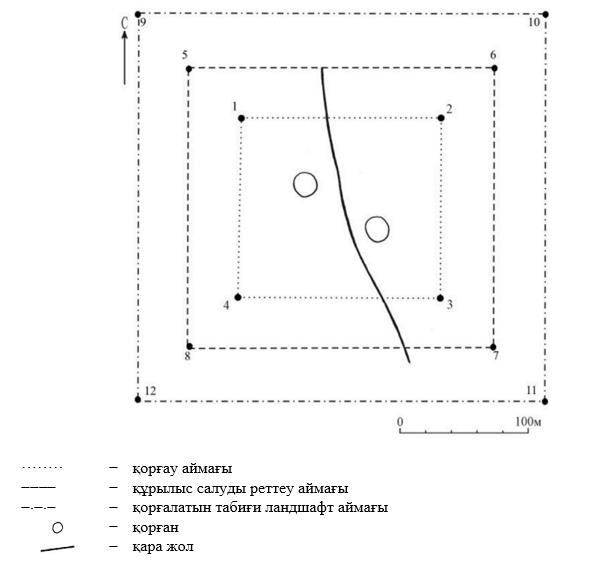 С
9 10
5 6
1 2
4 3
8 7
12 11
0 100м
........ – қорғау аймағы
–––– – құрылыс салуды реттеу аймағы
–·–·– – қорғалатын табиғи ландшафт аймағы
– қорған
– қара жол